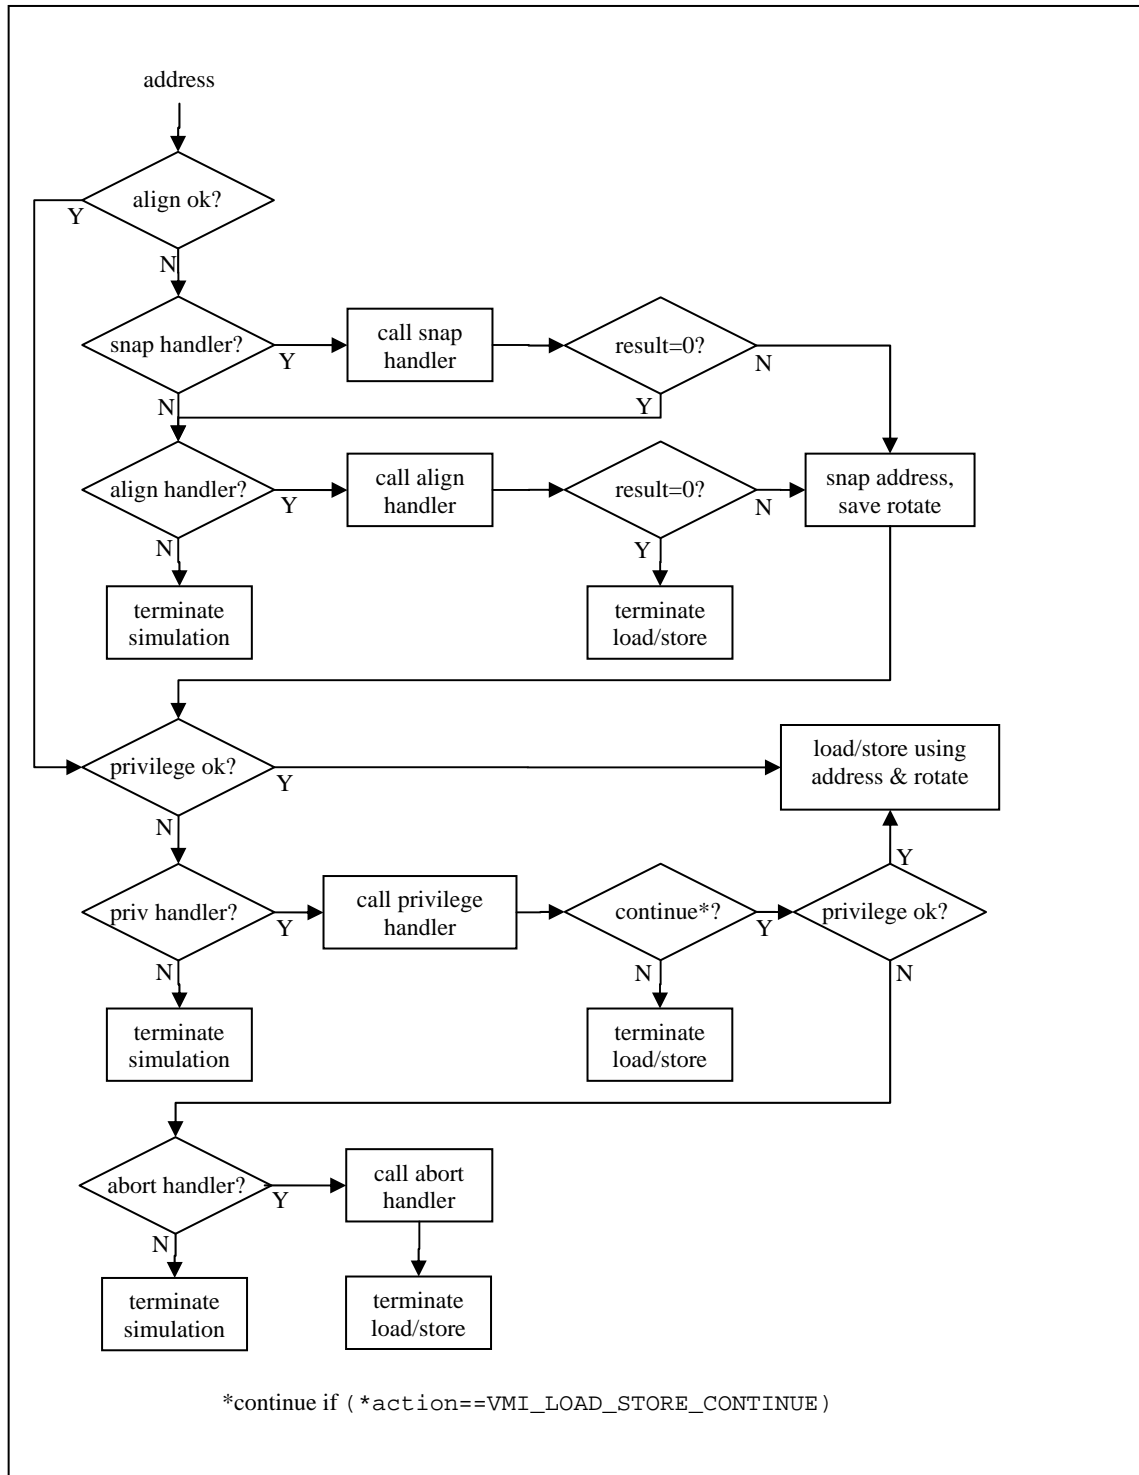 address
align ok?
Y
N
snap handler?
Y
call snap
handler
result=0?
N
N
Y
align handler?
Y
call align
handler
result=0?
N
snap address,
save rotate
N
Y
terminate
simulation
terminate
load/store
privilege ok?
Y
load/store using
address & rotate
N
Y
priv handler?
Y
call privilege
handler
continue*?
Y
privilege ok?
N
N
N
terminate
simulation
terminate
load/store
abort handler?
Y
call abort
handler
N
terminate
simulation
terminate
load/store
*continue if (*action==VMI_LOAD_STORE_CONTINUE)